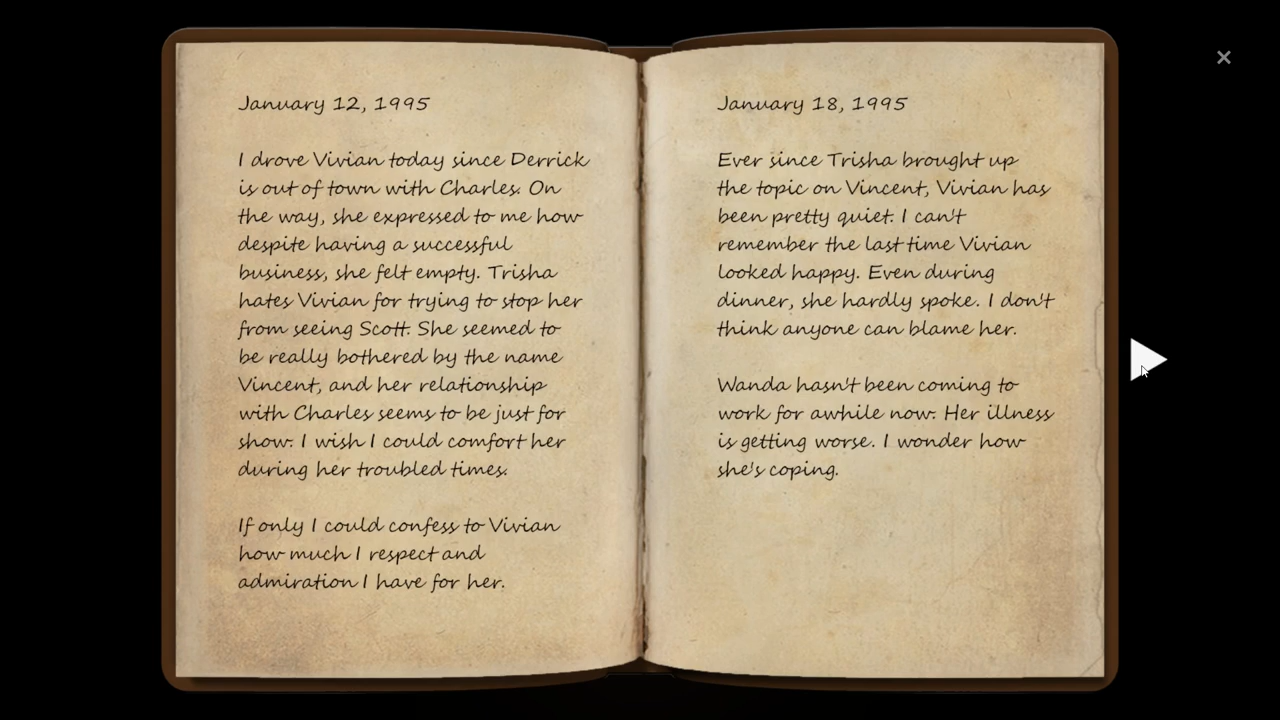 January 12, 1995
I drove Vivian today since Derrick
is out of town with Charles. On
the way, she expressed to me how
despite having a successful
business, she felt empty. Trisha
hates Vivian for trying to stop her
from seeing Scott. She seemed to
be really bothered by the name
Vincent, and her relationship
with Charles seems to be just for
show. I wish I could comfort her
during her troubled times.
If only I could confess to Vivian
how much I respect and
admiration I have for her.
January 18, 1995
Ever since Trisha brought up
the topic on Vincent, Vivian has
been pretty quiet. I can't
remember the last time Vivian
looked happy. Even during
dinner, she hardly spoke. I don't
think anyone can blame her.
Wanda hasn't been coming to
work for awhile now. Her illness
is getting worse. I wonder how
she's coping.